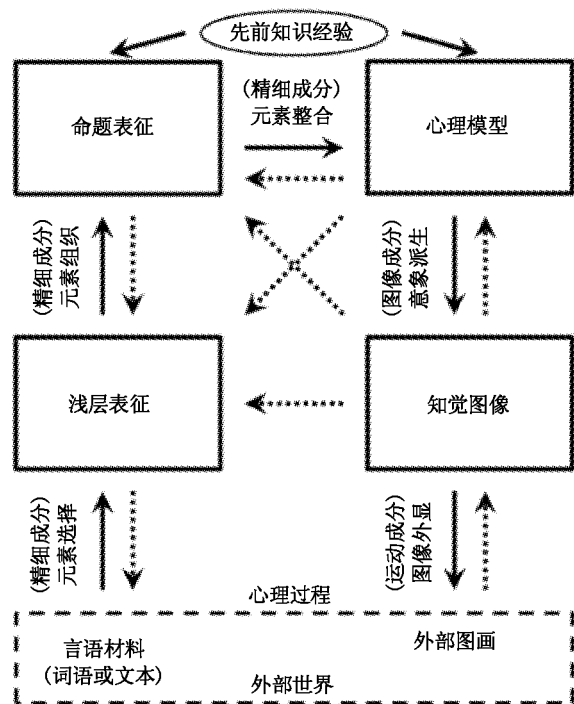 先前知识经验
命题表征
(精细成分)
元素整合
心理模型
(精细成分)
元素组织
(图像成分)
意象派生
浅层表征
知觉图像
(精细成分)
元素选择
(运动成分)
图像外显
心理过程
言语材料
(词语或文本)
外部图画
外部世界